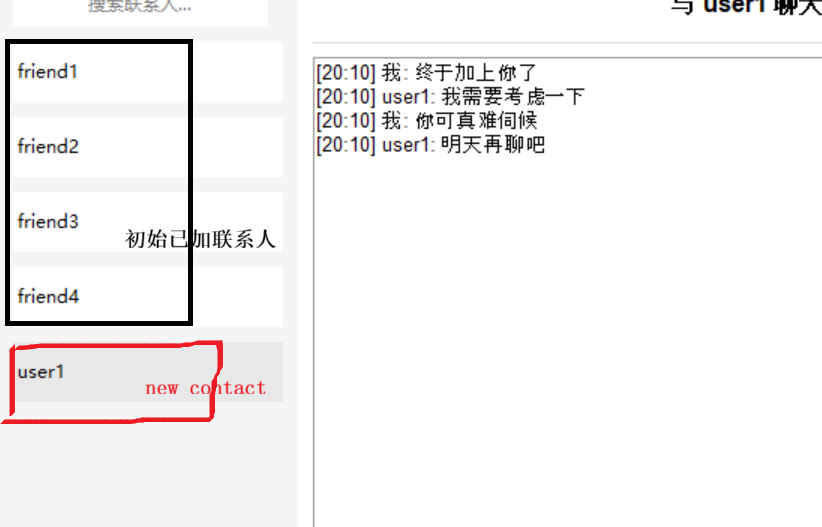 搜索联系人...
与 user1 聊天
friend1
friend2
friend3
初始已加联系人
friend4
user1
new contact
[20:10] 我: 终于加上你了
[20:10] user1: 我需要考虑一下
[20:10] 我: 你可真难伺候
[20:10] user1: 明天再聊吧